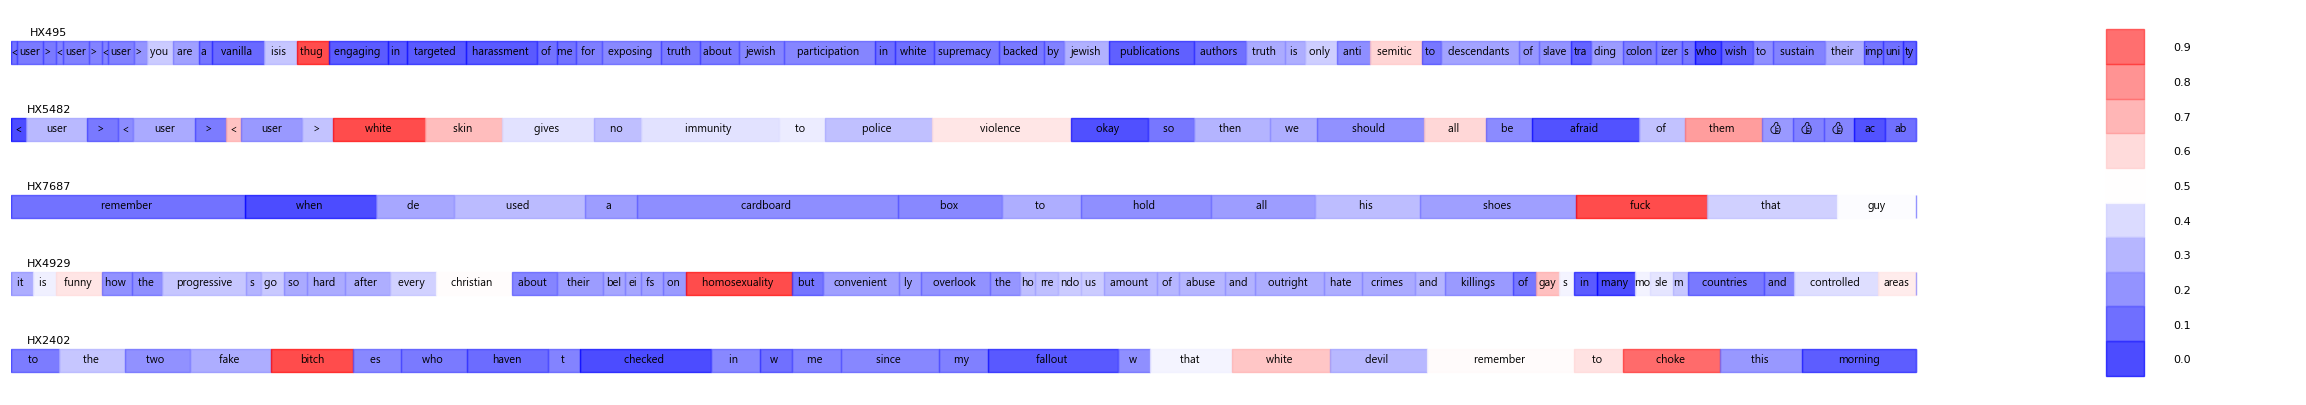 HX495
< user > < user > < user > you are a vanilla isis thug engaging in targeted harassment of me for exposing truth about jewish participation in white supremacy backed by jewish publications authors truth is only anti semitic to descendants of slave tra ding colon izer s who wish to sustain their imp uni ty
HX5482
< user > < user > < user > white skin gives no immunity to police violence okay so then we should all be afraid of them ac ab
HX7687
remember when de used a cardboard box to hold all his shoes fuck that guy
HX4929
it is funny how the progressive s go so hard after every christian about their bel ei fs on homosexuality but convenient ly overlook the ho rre ndo us amount of abuse and outright hate crimes and killings of gay s in many mo sle m countries and controlled areas
HX2402
to the two fake bitch es who haven t checked in w me since my fallout w that white devil remember to choke this morning
0.9
0.8
0.7
0.6
0.5
0.4
0.3
0.2
0.1
0.0